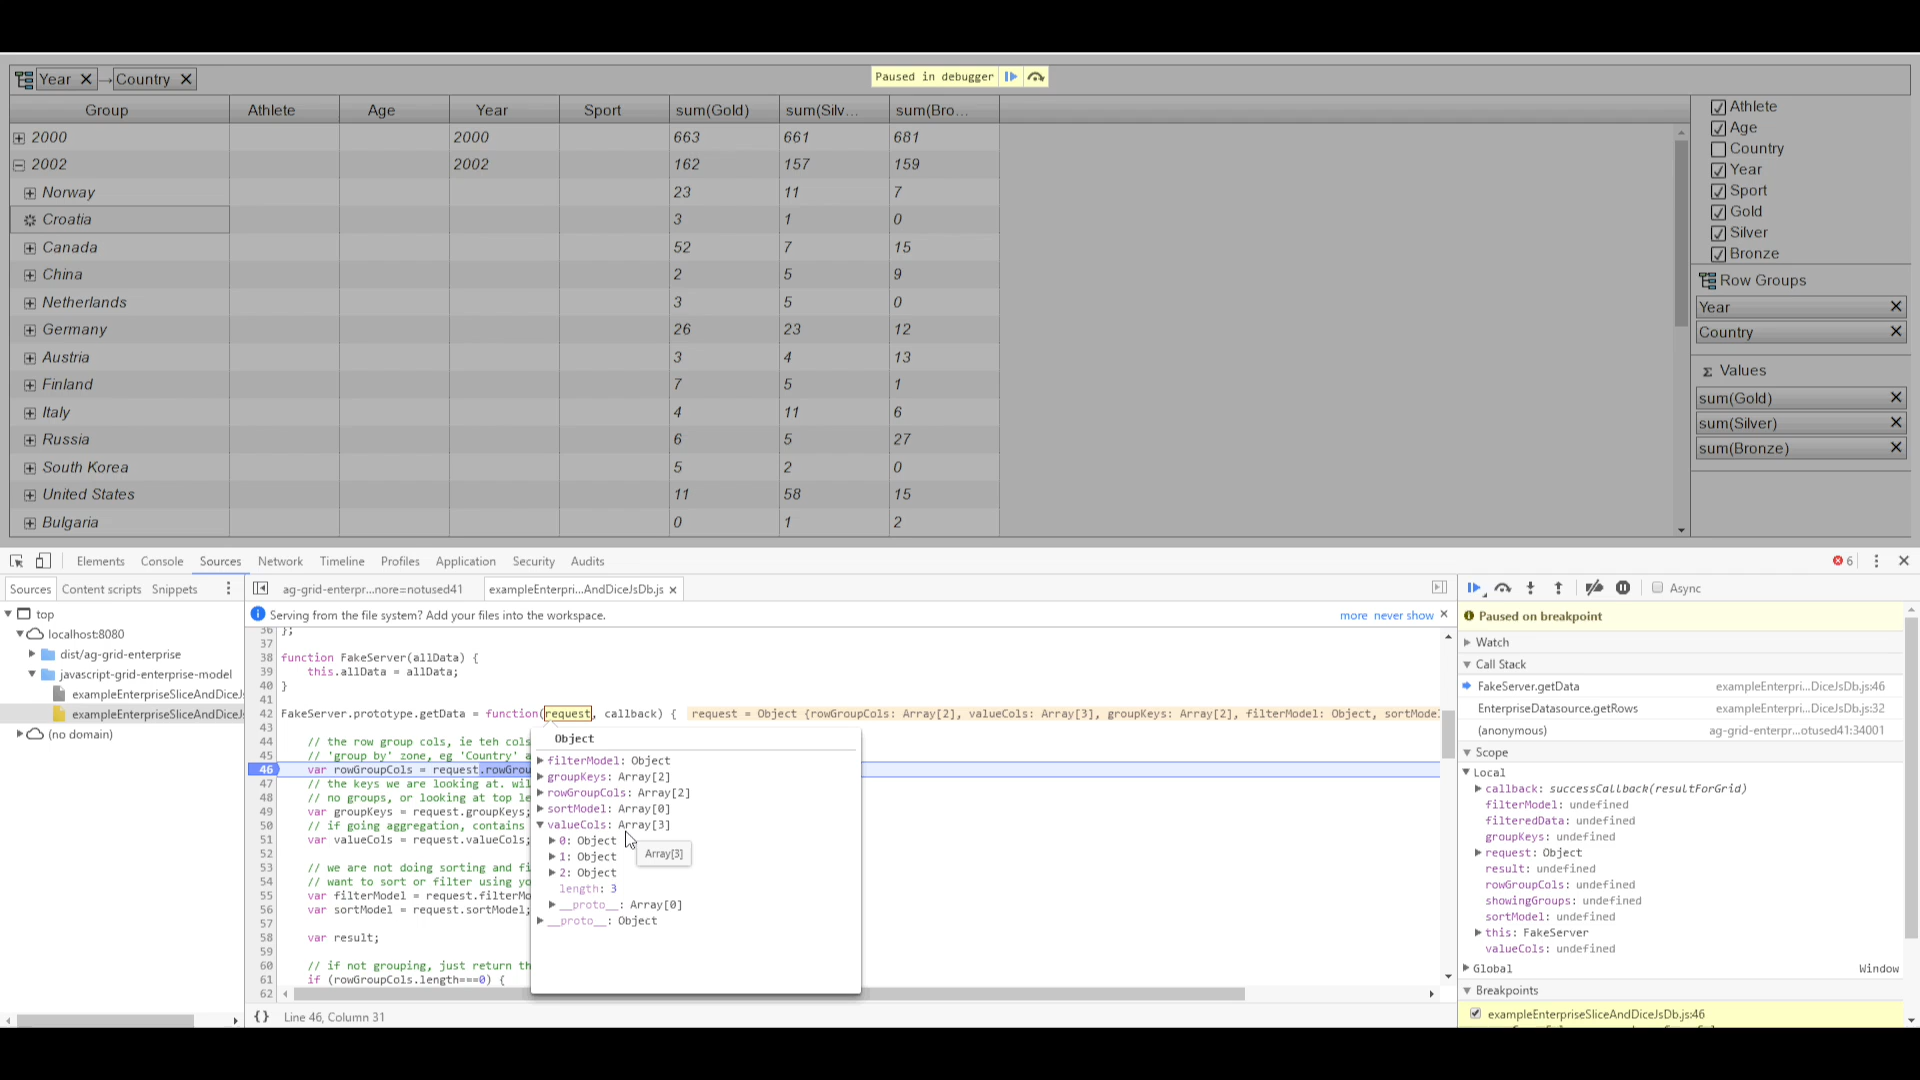 Year → Country
Paused in debugger
Group Athlete Age Year Sport sum(Gold) sum(Silv... sum(Bro...
2000 2000 663 661 681
2002 2002 162 157 159
Norway 23 11 7
Croatia 3 1 0
Canada 52 7 15
China 2 5 9
Netherlands 3 5 0
Germany 26 23 12
Austria 3 4 13
Finland 7 5 1
Italy 4 11 6
Russia 6 5 27
South Korea 5 2 0
United States 11 58 15
Bulgaria 0 1 2
Athlete
Age
Country
Year
Sport
Gold
Silver
Bronze
Row Groups
Year
Country
Σ Values
sum(Gold)
sum(Silver)
sum(Bronze)
Elements Console Sources Network Timeline Profiles Application Security Audits 6
Sources Content scripts Snippets
top
localhost:8080
dist/ag-grid-enterprise
javascript-grid-enterprise-model
exampleEnterpriseSliceAndDiceJs
exampleEnterpriseSliceAndDiceJs
(no domain)
ag-grid-enterpr...nore=notused41 exampleEnterpri...AndDiceJsDb.js
Serving from the file system? Add your files into the workspace. more never show
36 };
37
38 function FakeServer(allData) {
39 this.allData = allData;
40 }
41
42 FakeServer.prototype.getData = function(request, callback) { request = Object {rowGroupCols: Array[2], valueCols: Array[3], groupKeys: Array[2], filterModel: Object, sortModel
43
44 // the row group cols, ie teh cols
45 // 'group by' zone, eg 'Country' a
46 var rowGroupCols = request.rowGrou
47 // the keys we are looking at. wil
48 // no groups, or looking at top le
49 var groupKeys = request.groupKeys;
50 // if going aggregation, contains
51 var valueCols = request.valueCols;
52
53 // we are not doing sorting and fi
54 // want to sort or filter using yo
55 var filterModel = request.filterMo
56 var sortModel = request.sortModel;
57
58 var result;
59
60 // if not grouping, just return th
61 if (rowGroupCols.length===0) {
62
Object
filterModel: Object
groupKeys: Array[2]
rowGroupCols: Array[2]
sortModel: Array[0]
valueCols: Array[3]
0: Object
1: Object
2: Object
length: 3
__proto__: Array[0]
__proto__: Object
Array[3]
{} Line 46, Column 31
Async
Paused on breakpoint
Watch
Call Stack
FakeServer.getData exampleEnterpri...DiceJsDb.js:46
EnterpriseDatasource.getRows exampleEnterpri...DiceJsDb.js:32
(anonymous) ag-grid-enterpr...otused41:34001
Scope
Local
callback: successCallback(resultForGrid)
filterModel: undefined
filteredData: undefined
groupKeys: undefined
request: Object
result: undefined
rowGroupCols: undefined
showingGroups: undefined
sortModel: undefined
this: FakeServer
valueCols: undefined
Global Window
Breakpoints
exampleEnterpriseSliceAndDiceJsDb.js:46